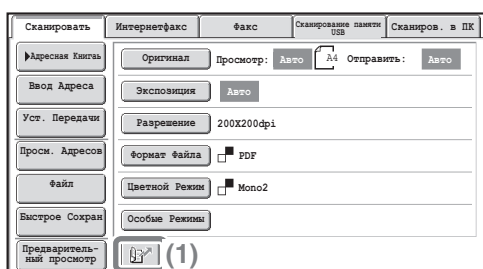 Сканировать Интернетфакс Факс Сканирование памяти USB Сканиров. в ПК
Адресная Книгаь
Оригинал Просмотр: Авто A4 Отправить: Авто
Ввод Адреса
Экспозиция Авто
Уст. Передачи
Разрешение 200X200dpi
Просм. Адресов
Формат Файла PDF
Файл
Цветной Режим Mono2
Быстрое Сохран
Особые Режимы
Предваритель-
ный просмотр
(1)